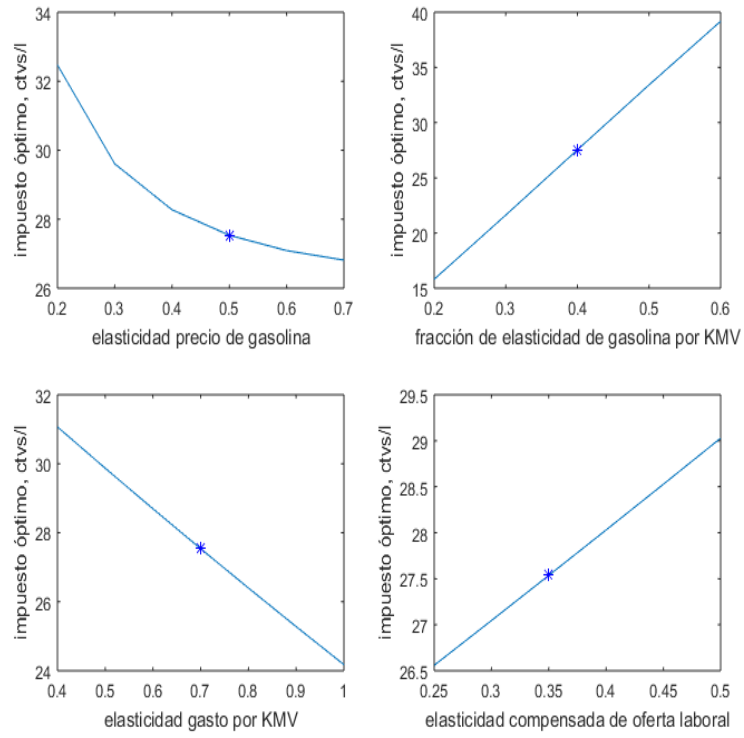 impuesto óptimo, ctvs/l
34
32
30
28
26
0.2 0.3 0.4 0.5 0.6 0.7
elasticidad precio de gasolina
impuesto óptimo, ctvs/l
40
35
30
25
20
15
0.2 0.3 0.4 0.5 0.6
fracción de elasticidad de gasolina por KMV
impuesto óptimo, ctvs/l
32
30
28
26
24
0.4 0.5 0.6 0.7 0.8 0.9 1
elasticidad gasto por KMV
impuesto óptimo, ctvs/l
29.5
29
28.5
28
27.5
27
26.5
0.25 0.3 0.35 0.4 0.45 0.5
elasticidad compensada de oferta laboral